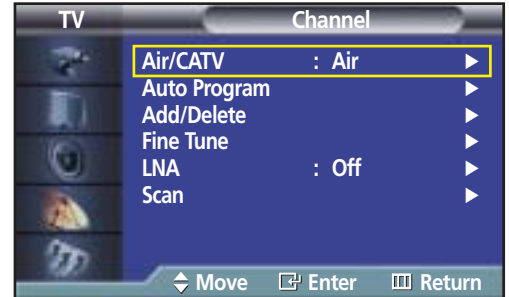 TV Channel
Air/CATV : Air
Auto Program
Add/Delete
Fine Tune
LNA : Off
Scan
Move Enter Return